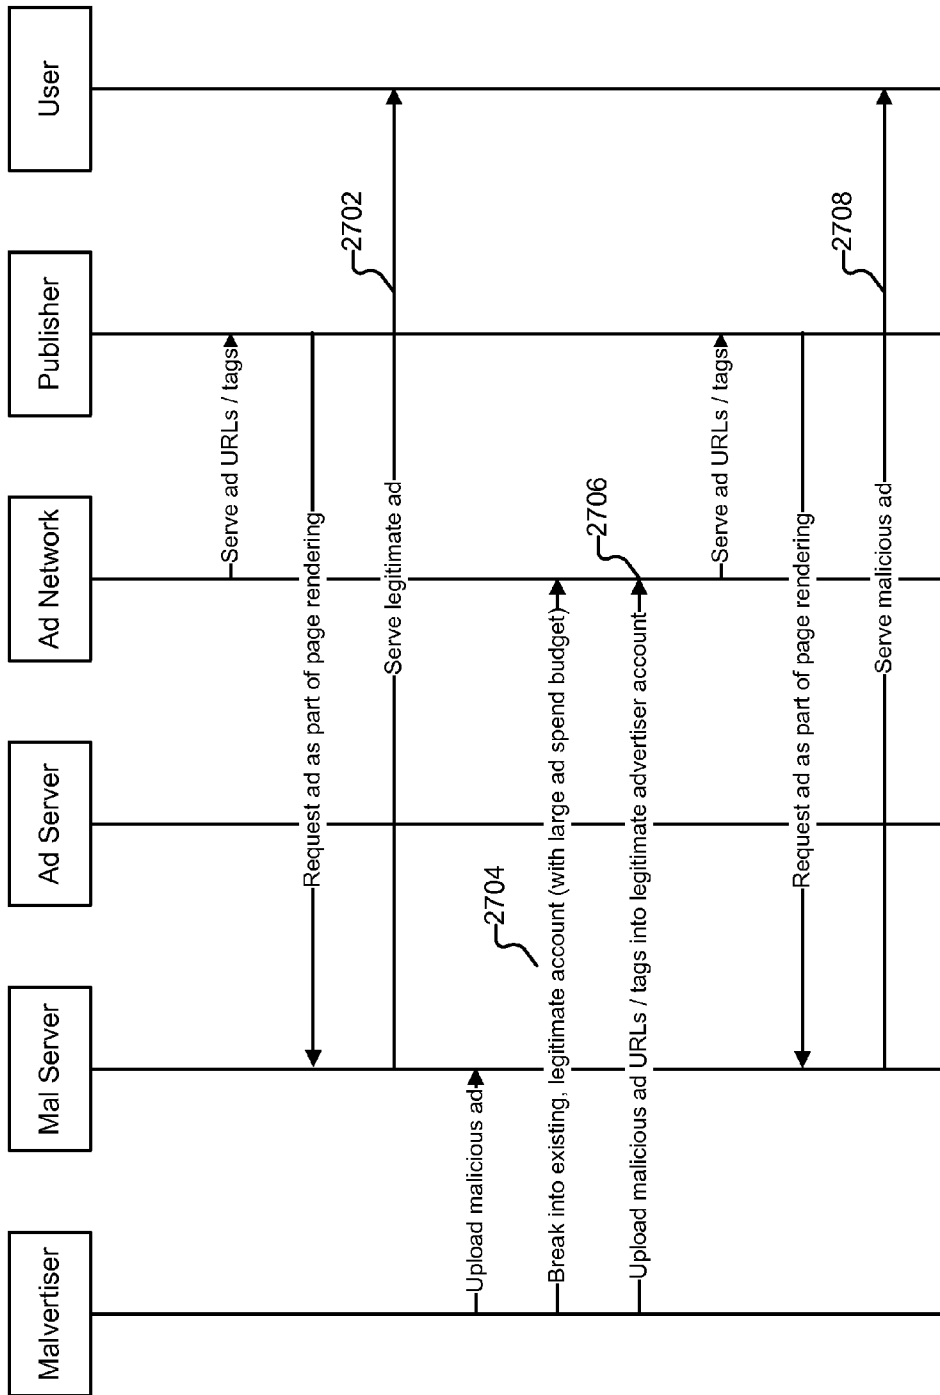 Malvertiser
Mal Server
Ad Server
Ad Network
Publisher
User
Serve ad URLs / tags
Request ad as part of page rendering
2702
Serve legitimate ad
Upload malicious ad
2704
Break into existing, legitimate account (with large ad spend budget)
2706
Upload malicious ad URLs / tags into legitimate advertiser account
Serve ad URLs / tags
Request ad as part of page rendering
2708
Serve malicious ad